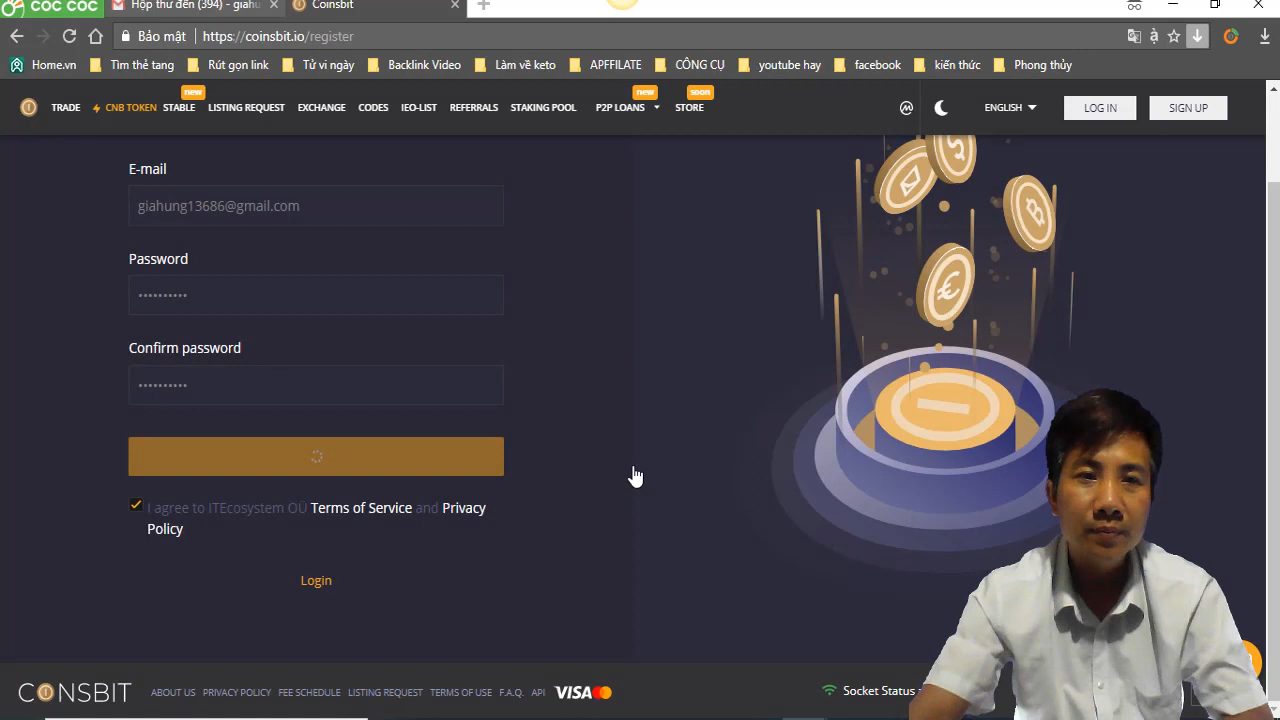 CỐC CỐC
Hộp thư đến (394) - giahu
Coinsbit
Bảo mật
https://coinsbit.io/register
Home.vn
Tìm thẻ tang
Rút gọn link
Tử vi ngày
Backlink Video
Làm về keto
APFFILATE
CÔNG CỤ
youtube hay
facebook
kiến thức
Phong thủy
new
new
soon
TRADE
CNB TOKEN
STABLE
LISTING REQUEST
EXCHANGE
CODES
IEO-LIST
REFERRALS
STAKING POOL
P2P LOANS
STORE
ENGLISH
LOG IN
SIGN UP
E-mail
giahung13686@gmail.com
Password
••••••••••
Confirm password
••••••••••
I agree to ITEcosystem OÜ Terms of Service and Privacy
Policy
Login
COINSBIT
ABOUT US
PRIVACY POLICY
FEE SCHEDULE
LISTING REQUEST
TERMS OF USE
F.A.Q.
API
VISA
Socket Status